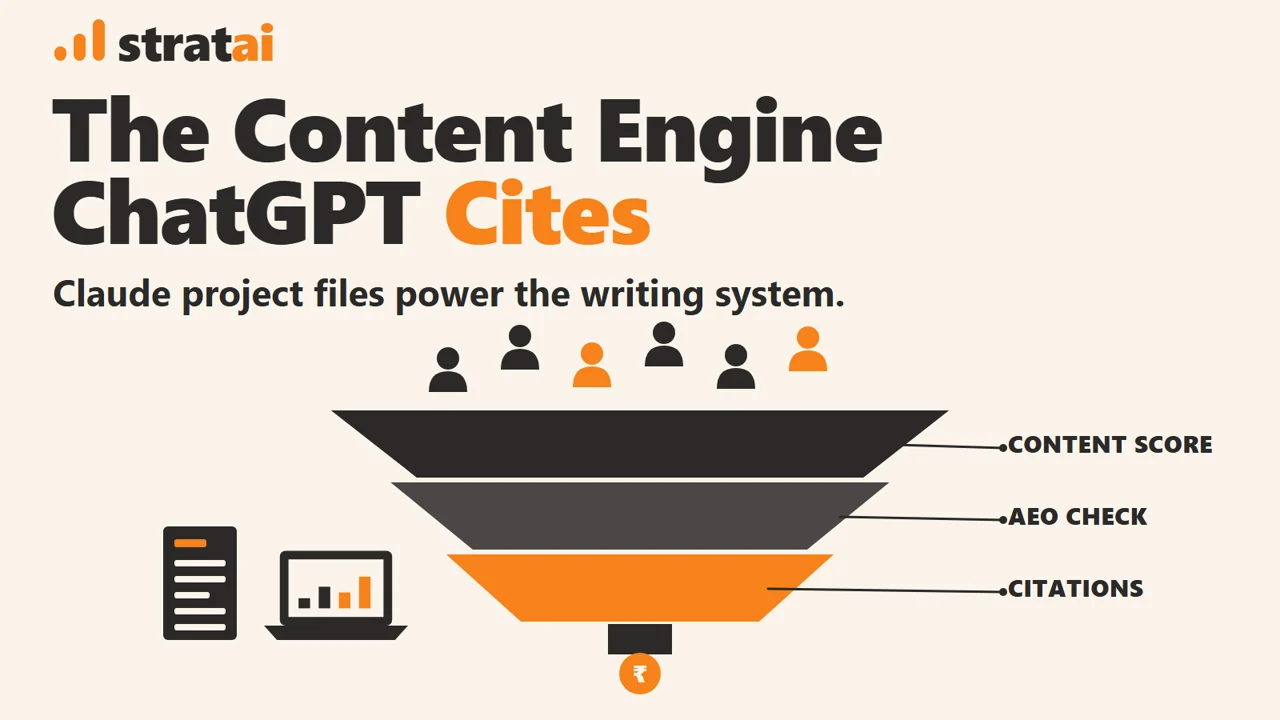 stratai
The Content Engine
ChatGPT Cites
Claude project files power the writing system.
CONTENT SCORE
AEO CHECK
CITATIONS
₹